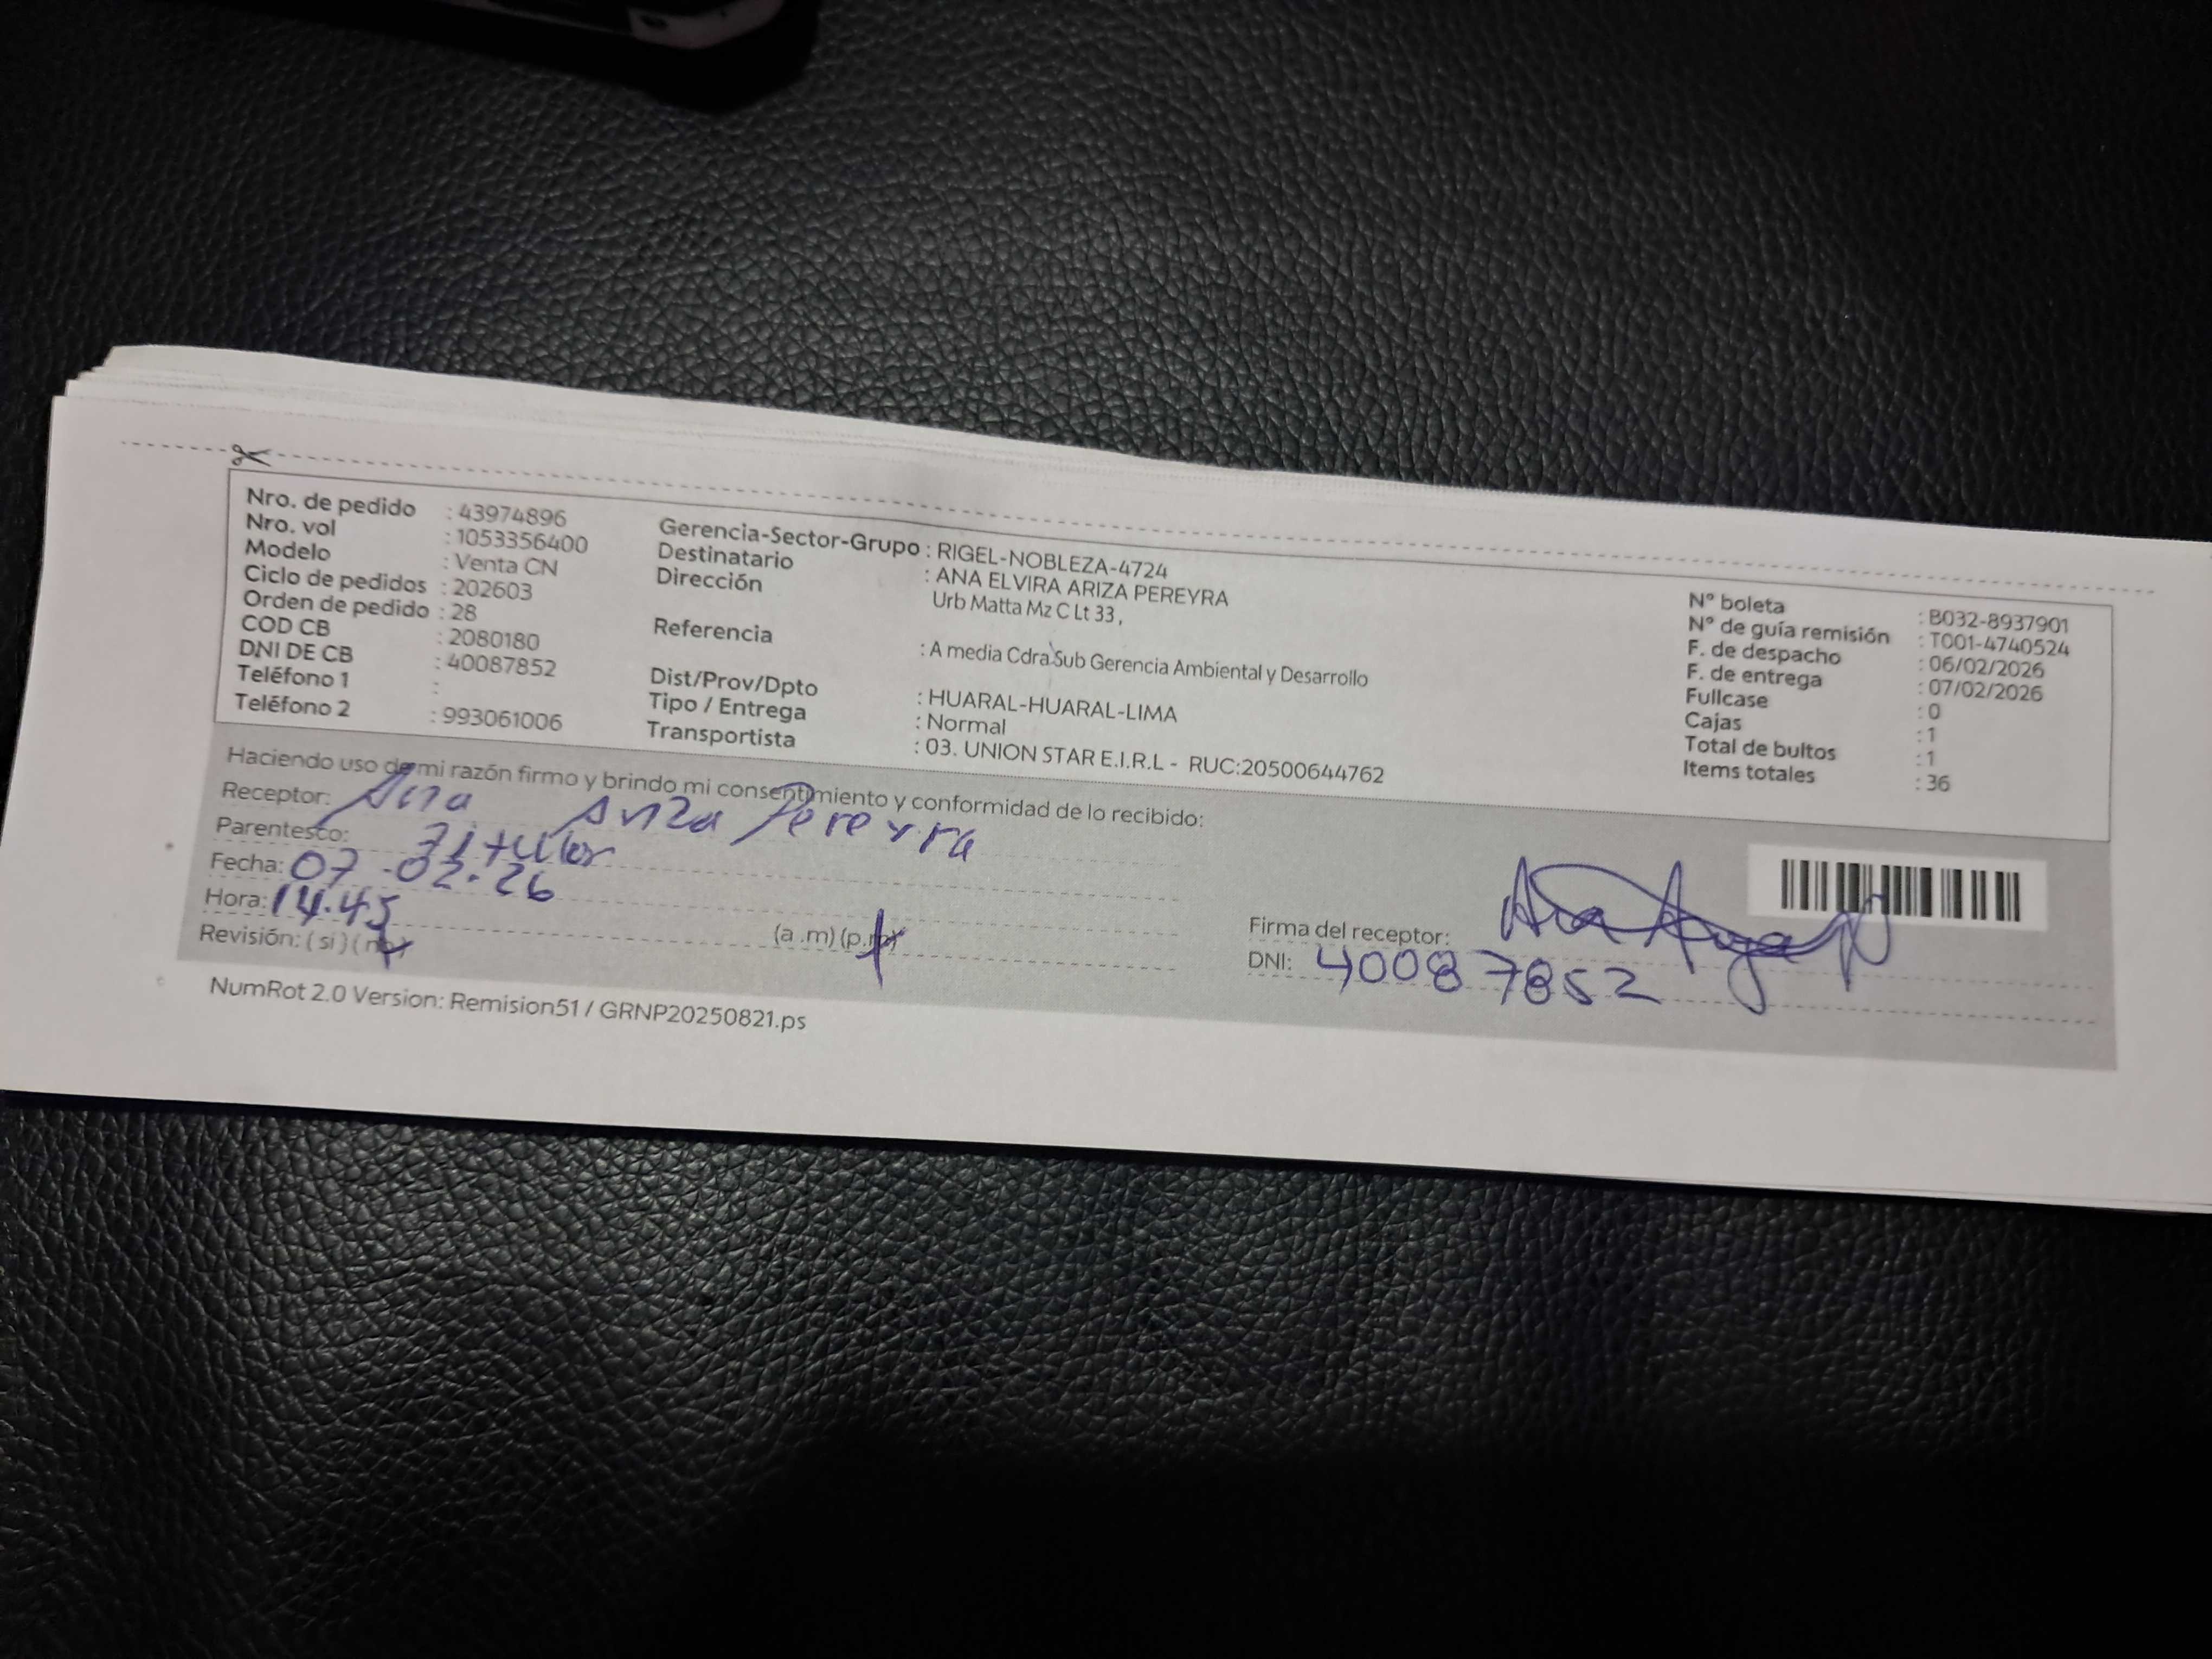 Nro. de pedido : 43974896
Nro. vol : 1053356400
Modelo : Venta CN
Ciclo de pedidos : 202603
Orden de pedido : 28
COD CB : 2080180
DNI DE CB : 40087852
Teléfono 1 :
Teléfono 2 : 993061006
Gerencia-Sector-Grupo : RIGEL-NOBLEZA-4724
Destinatario : ANA ELVIRA ARIZA PEREYRA
Dirección Urb Matta Mz C Lt 33 ,
Referencia : A media Cdra Sub Gerencia Ambiental y Desarrollo
Dist/Prov/Dpto : HUARAL-HUARAL-LIMA
Tipo / Entrega : Normal
Transportista : 03. UNION STAR E.I.R.L - RUC:20500644762
N° boleta : B032-8937901
N° de guía remisión : T001-4740524
F. de despacho : 06/02/2026
F. de entrega : 07/02/2026
Fullcase : 0
Cajas : 1
Total de bultos : 1
Items totales : 36
Haciendo uso de mi razón firmo y brindo mi consentimiento y conformidad de lo recibido:
Receptor: Ana Ariza Pereyra
Parentesco: Titular
Fecha: 07-02-26
Hora: 14.45 (a .m) (p.m)
Revisión: ( si ) ( no)
Firma del receptor:
DNI: 40087852
NumRot 2.0 Version: Remision51 / GRNP20250821.ps